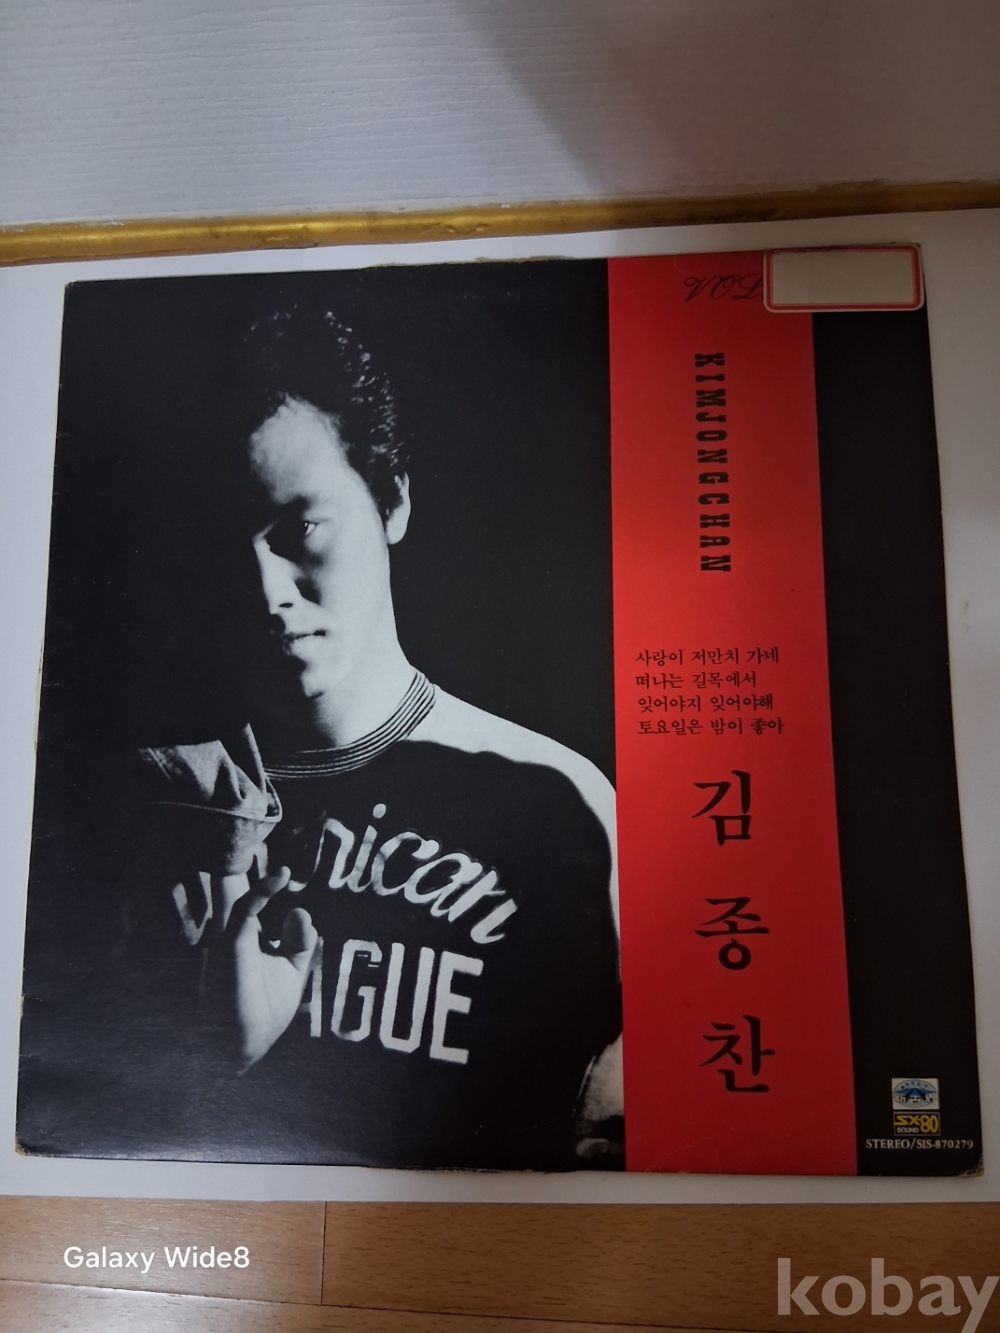 KIMJONGCHAN
사랑이 저만치 가네
떠나는 길목에서
잊어야지 잊어야해
토요일은 밤이 좋아
김종찬
rican
AGUE
SX-80
SOUND
STEREO/SIS-870279
Galaxy Wide8
kobay